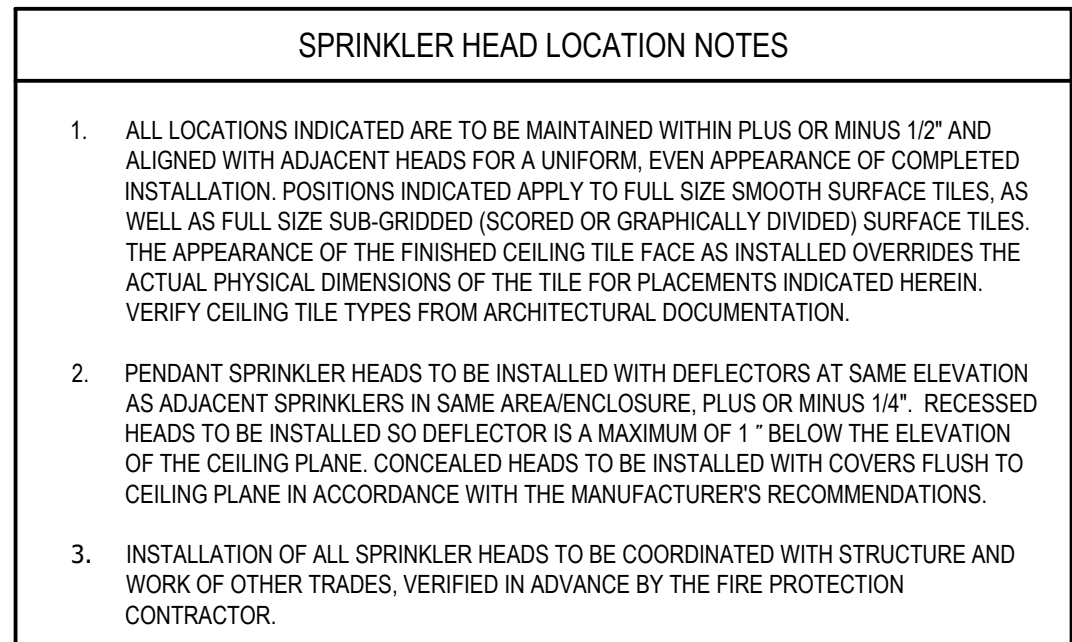 SPRINKLER HEAD LOCATION NOTES
1. ALL LOCATIONS INDICATED ARE TO BE MAINTAINED WITHIN PLUS OR MINUS 1/2" AND
ALIGNED WITH ADJACENT HEADS FOR A UNIFORM, EVEN APPEARANCE OF COMPLETED
INSTALLATION. POSITIONS INDICATED APPLY TO FULL SIZE SMOOTH SURFACE TILES, AS
WELL AS FULL SIZE SUB-GRIDDED (SCORED OR GRAPHICALLY DIVIDED) SURFACE TILES.
THE APPEARANCE OF THE FINISHED CEILING TILE FACE AS INSTALLED OVERRIDES THE
ACTUAL PHYSICAL DIMENSIONS OF THE TILE FOR PLACEMENTS INDICATED HEREIN.
VERIFY CEILING TILE TYPES FROM ARCHITECTURAL DOCUMENTATION.
2. PENDANT SPRINKLER HEADS TO BE INSTALLED WITH DEFLECTORS AT SAME ELEVATION
AS ADJACENT SPRINKLERS IN SAME AREA/ENCLOSURE, PLUS OR MINUS 1/4". RECESSED
HEADS TO BE INSTALLED SO DEFLECTOR IS A MAXIMUM OF 1 " BELOW THE ELEVATION
OF THE CEILING PLANE. CONCEALED HEADS TO BE INSTALLED WITH COVERS FLUSH TO
CEILING PLANE IN ACCORDANCE WITH THE MANUFACTURER'S RECOMMENDATIONS.
3. INSTALLATION OF ALL SPRINKLER HEADS TO BE COORDINATED WITH STRUCTURE AND
WORK OF OTHER TRADES, VERIFIED IN ADVANCE BY THE FIRE PROTECTION
CONTRACTOR.